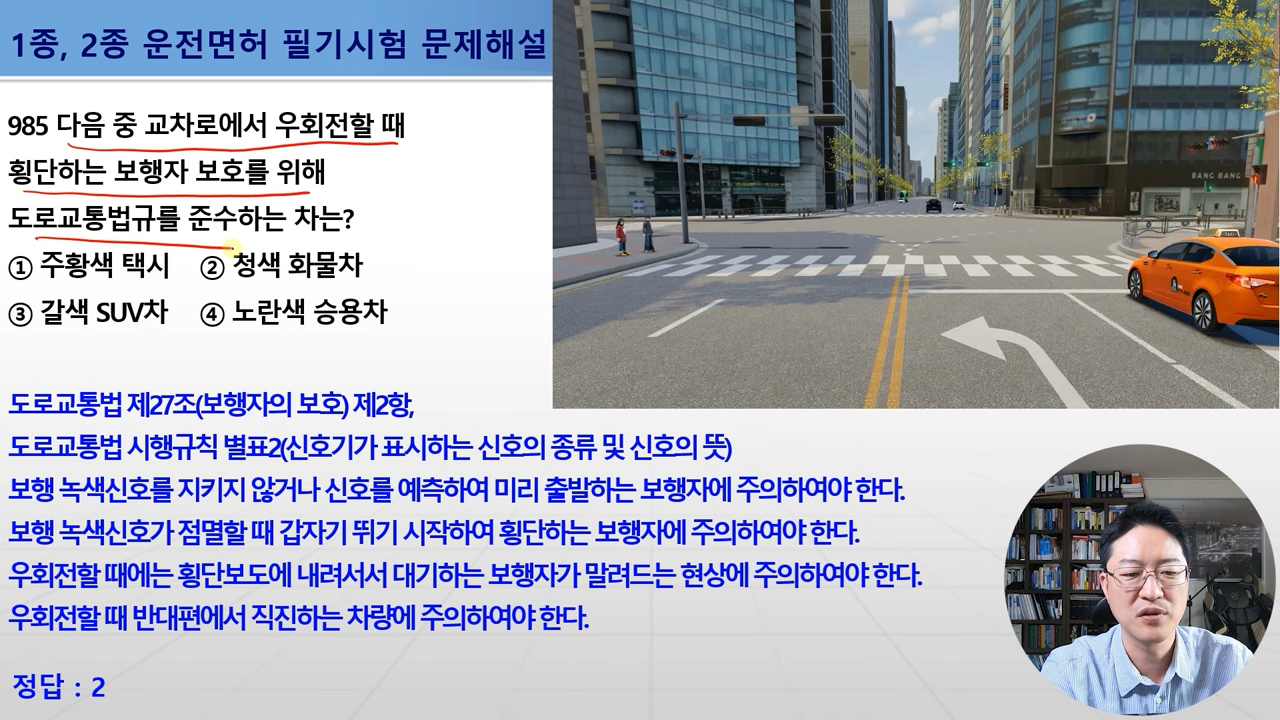 1종, 2종 운전면허 필기시험 문제해설
985 다음 중 교차로에서 우회전할 때
횡단하는 보행자 보호를 위해
도로교통법규를 준수하는 차는?
① 주황색 택시 ② 청색 화물차
③ 갈색 SUV차 ④ 노란색 승용차
BANG BANG
TAXI
도로교통법 제27조(보행자의 보호) 제2항,
도로교통법 시행규칙 별표2(신호기가 표시하는 신호의 종류 및 신호의 뜻)
보행 녹색신호를 지키지 않거나 신호를 예측하여 미리 출발하는 보행자에 주의하여야 한다.
보행 녹색신호가 점멸할 때 갑자기 뛰기 시작하여 횡단하는 보행자에 주의하여야 한다.
우회전할 때에는 횡단보도에 내려서서 대기하는 보행자가 말려드는 현상에 주의하여야 한다.
우회전할 때 반대편에서 직진하는 차량에 주의하여야 한다.
정답 : 2